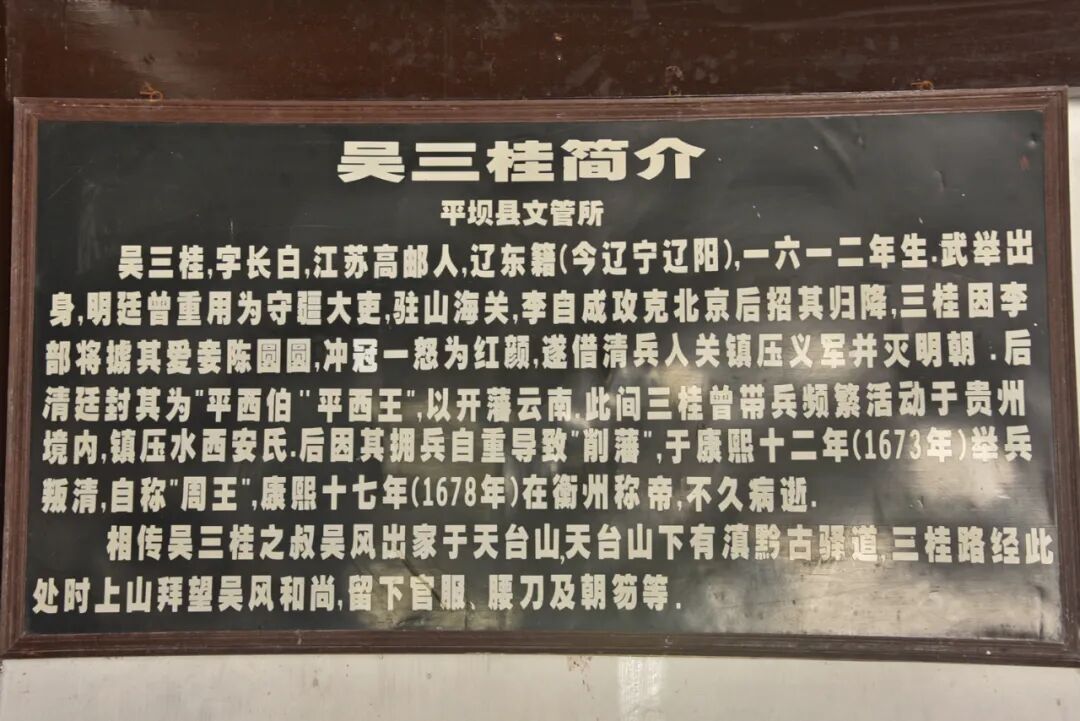 吴三桂简介
平坝县文管所
吴三桂,字长白,江苏高邮人,辽东籍(今辽宁辽阳),一六一二年生.武举出
身,明廷曾重用为守疆大吏,驻山海关,李自成攻克北京后招其归降,三桂因李
部将掳其爱妾陈圆圆,冲冠一怒为红颜,遂借清兵人关镇压义军并灭明朝.后
清廷封其为"平西伯""平西王",以开藩云南.此间三桂曾带兵频繁活动于贵州
境内,镇压水西安氏.后因其拥兵自重导致"削藩",于康熙十二年(1673年)举兵
叛清,自称"周王",康熙十七年(1678年)在衡州称帝,不久病逝.
相传吴三桂之叔吴风出家于天台山,天台山下有滇黔古驿道,三桂路经此
处时上山拜望吴风和尚,留下官服、腰刀及朝笏等.